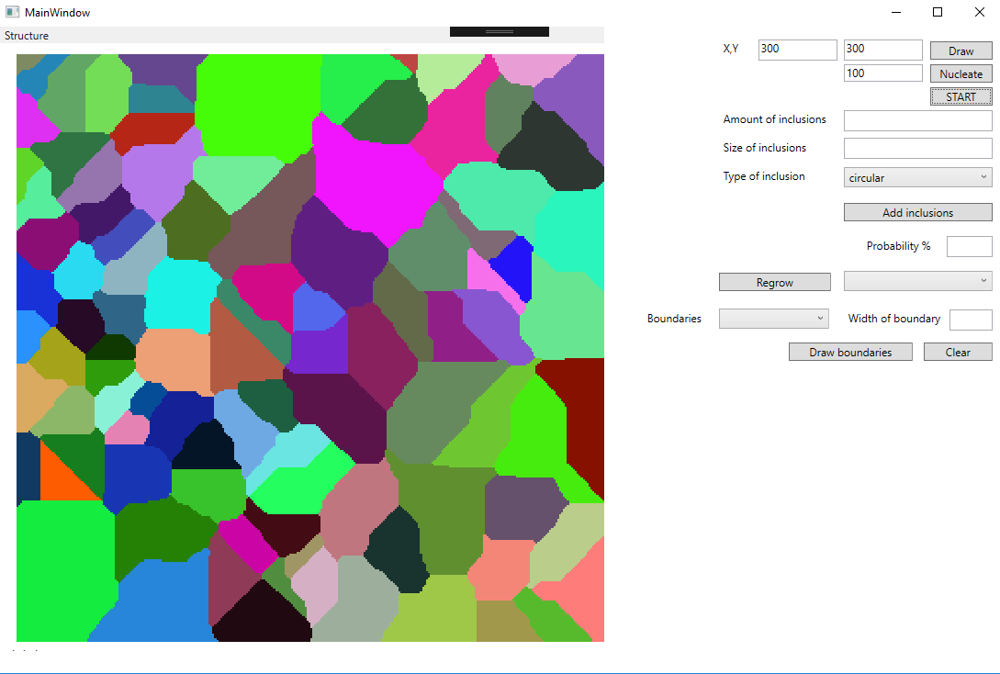 MainWindow
Structure
X,Y 300 300 Draw
100 Nucleate
START
Amount of inclusions
Size of inclusions
Type of inclusion circular
Add inclusions
Probability %
Regrow
Boundaries Width of boundary
Draw boundaries Clear